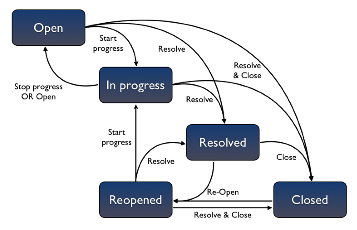 Open
Start
progress
Resolve
Resolve
& Close
In progress
Stop progress
OR Open
Resolve
Start
progress
Resolved
Resolve
Close
Re-Open
Reopened
Closed
Resolve & Close